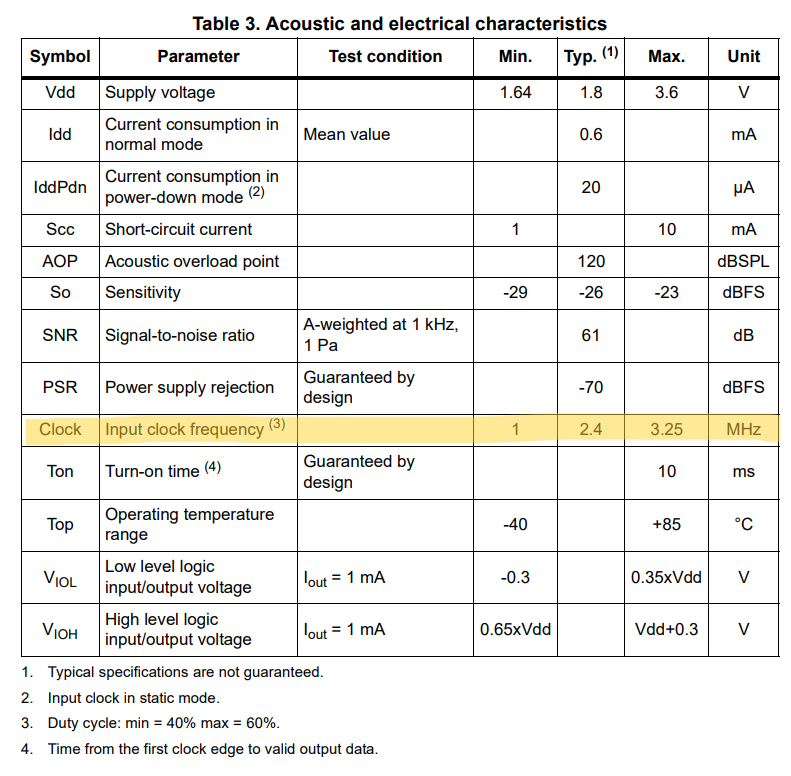 Table 3. Acoustic and electrical characteristics
Symbol Parameter Test condition Min. Typ. (1) Max. Unit
Vdd Supply voltage 1.64 1.8 3.6 V
Idd Current consumption in
normal mode Mean value 0.6 mA
IddPdn Current consumption in
power-down mode (2) 20 µA
Scc Short-circuit current 1 10 mA
AOP Acoustic overload point 120 dBSPL
So Sensitivity -29 -26 -23 dBFS
SNR Signal-to-noise ratio A-weighted at 1 kHz,
1 Pa 61 dB
PSR Power supply rejection Guaranteed by
design -70 dBFS
Clock Input clock frequency (3) 1 2.4 3.25 MHz
Ton Turn-on time (4) Guaranteed by
design 10 ms
Top Operating temperature
range -40 +85 °C
VIOL Low level logic
input/output voltage Iout = 1 mA -0.3 0.35xVdd V
VIOH High level logic
input/output voltage Iout = 1 mA 0.65xVdd Vdd+0.3 V
1. Typical specifications are not guaranteed.
2. Input clock in static mode.
3. Duty cycle: min = 40% max = 60%.
4. Time from the first clock edge to valid output data.